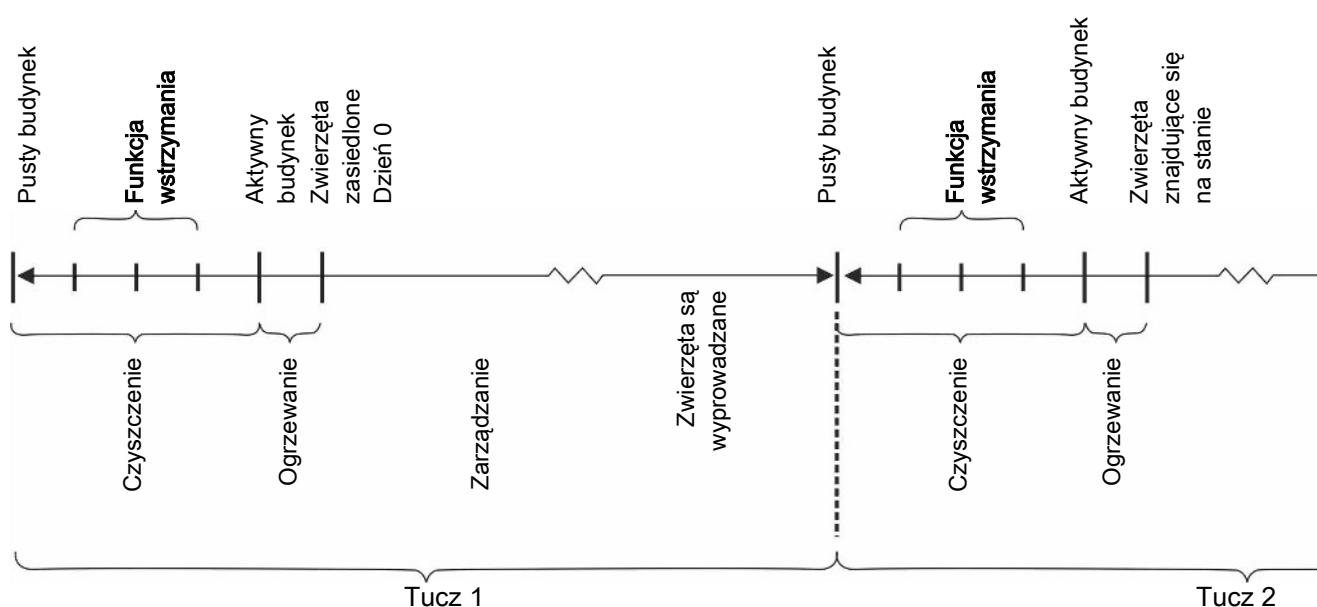 Pusty budynek
Funkcja
wstrzymania
Aktywny
budynek
Zwierzęta
zasiedlone
Dzień 0
Pusty budynek
Funkcja
wstrzymania
Aktywny budynek
Zwierzęta
znajdujące się
na stanie
Czyszczenie
Ogrzewanie
Zarządzanie
Zwierzęta są
wyprowadzane
Czyszczenie
Ogrzewanie
Tucz 1
Tucz 2